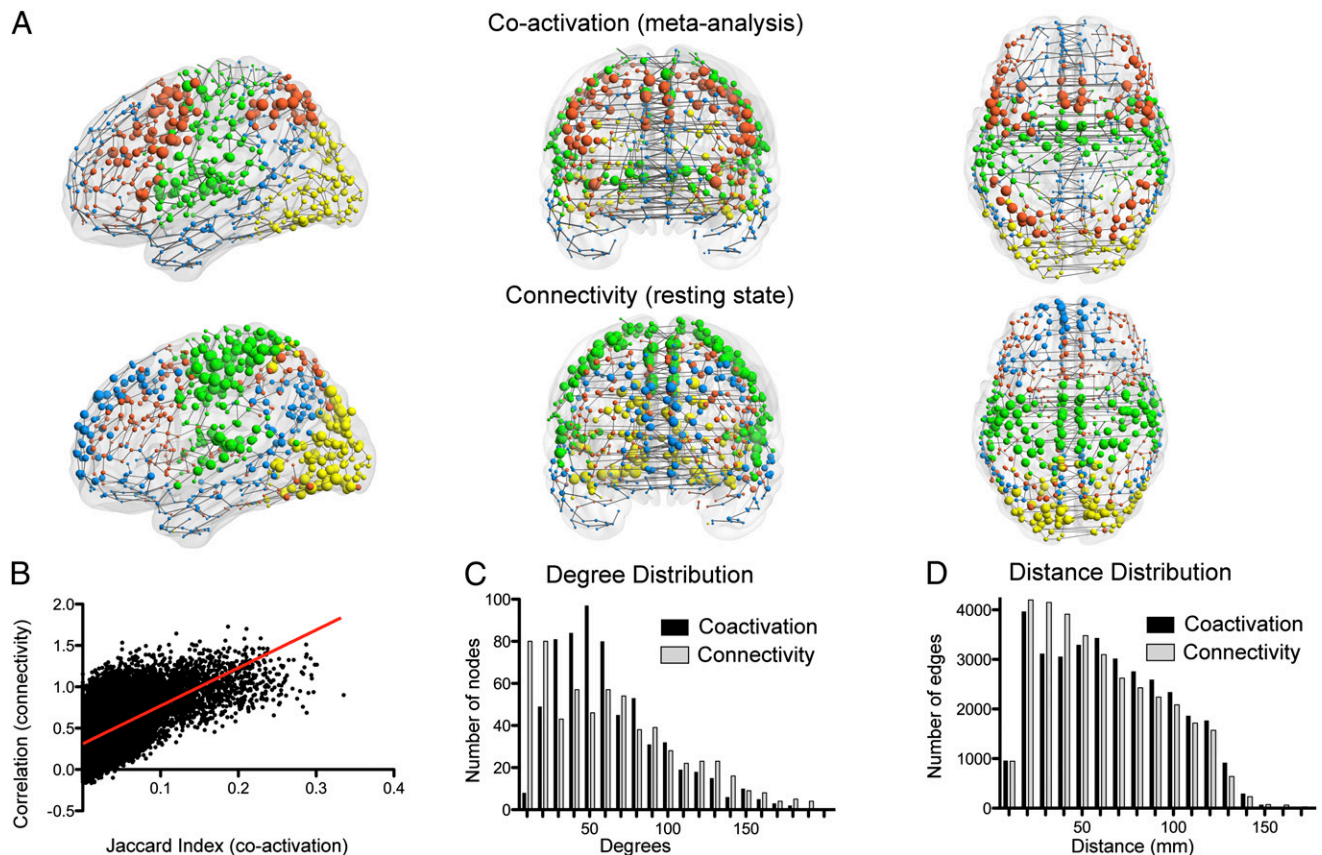 A
Co-activation (meta-analysis)
Connectivity (resting state)
B
2.0
1.5
1.0
0.5
0.0
-0.5
0.1
0.2
0.3
0.4
Correlation (connectivity)
Jaccard Index (co-activation)
C
Degree Distribution
100
80
60
40
20
0
50
100
150
Number of nodes
Degrees
Coactivation
Connectivity
D
Distance Distribution
4000
3000
2000
1000
0
50
100
150
Number of edges
Distance (mm)
Coactivation
Connectivity